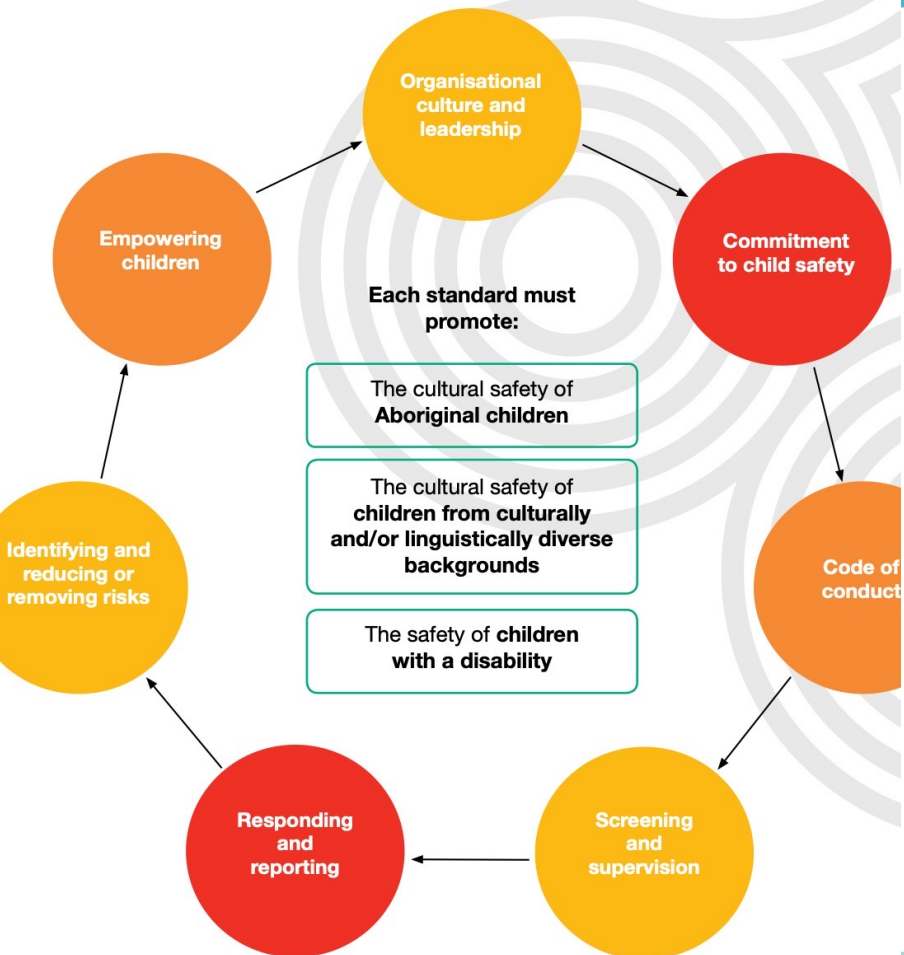 Organisational
culture and
leadership
Commitment
to child safety
Code of
conduct
Screening
and
supervision
Responding
and
reporting
Identifying and
reducing or
removing risks
Empowering
children
Each standard must
promote:
The cultural safety of
Aboriginal children
The cultural safety of
children from culturally
and/or linguistically diverse
backgrounds
The safety of children
with a disability